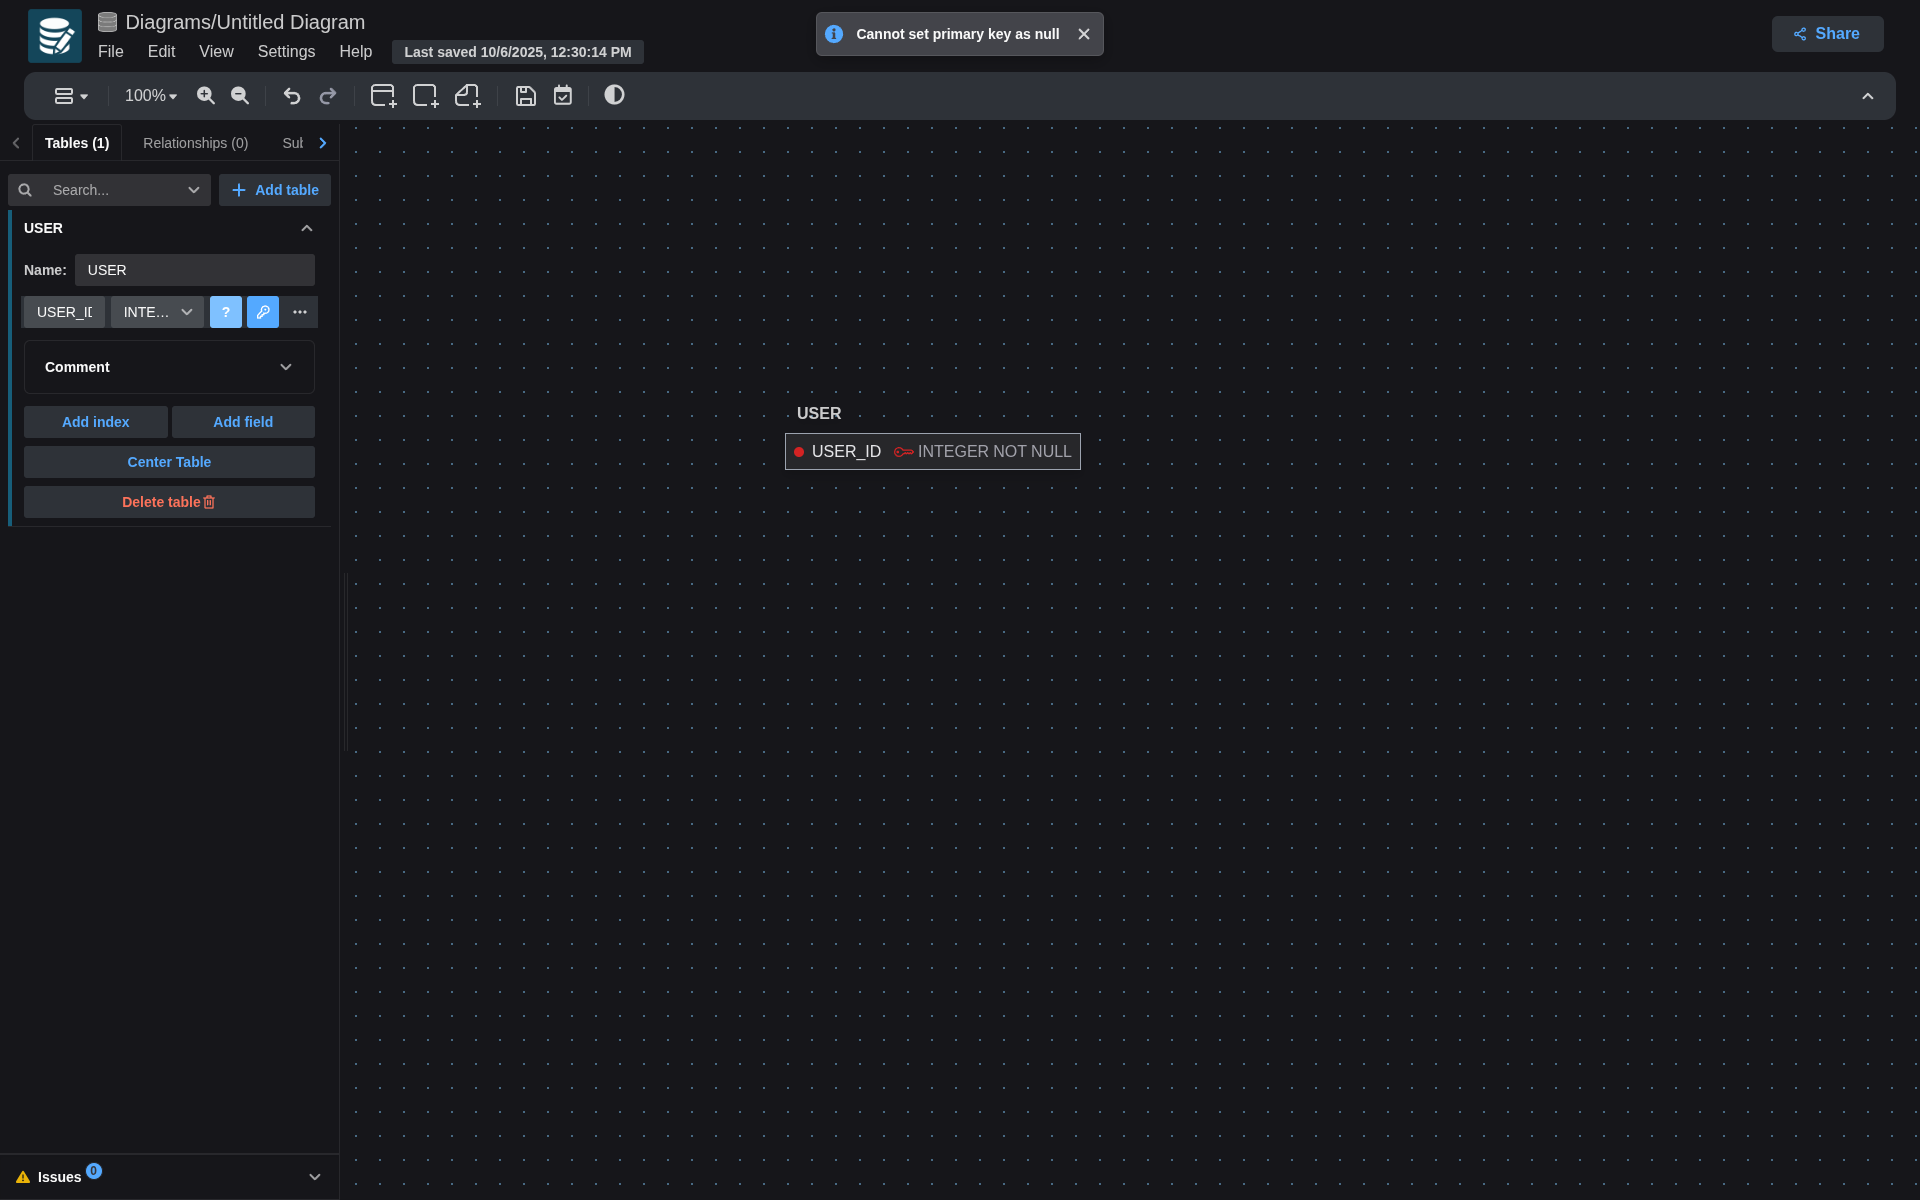 Diagrams/Untitled Diagram
File Edit View Settings Help Last saved 10/6/2025, 12:30:14 PM
Cannot set primary key as null
Share
100%
Tables (1) Relationships (0) Sub
Search... Add table
USER
Name: USER
USER_ID INTE... ? ...
Comment
Add index Add field
Center Table
Delete table
USER
USER_ID INTEGER NOT NULL
Issues 0